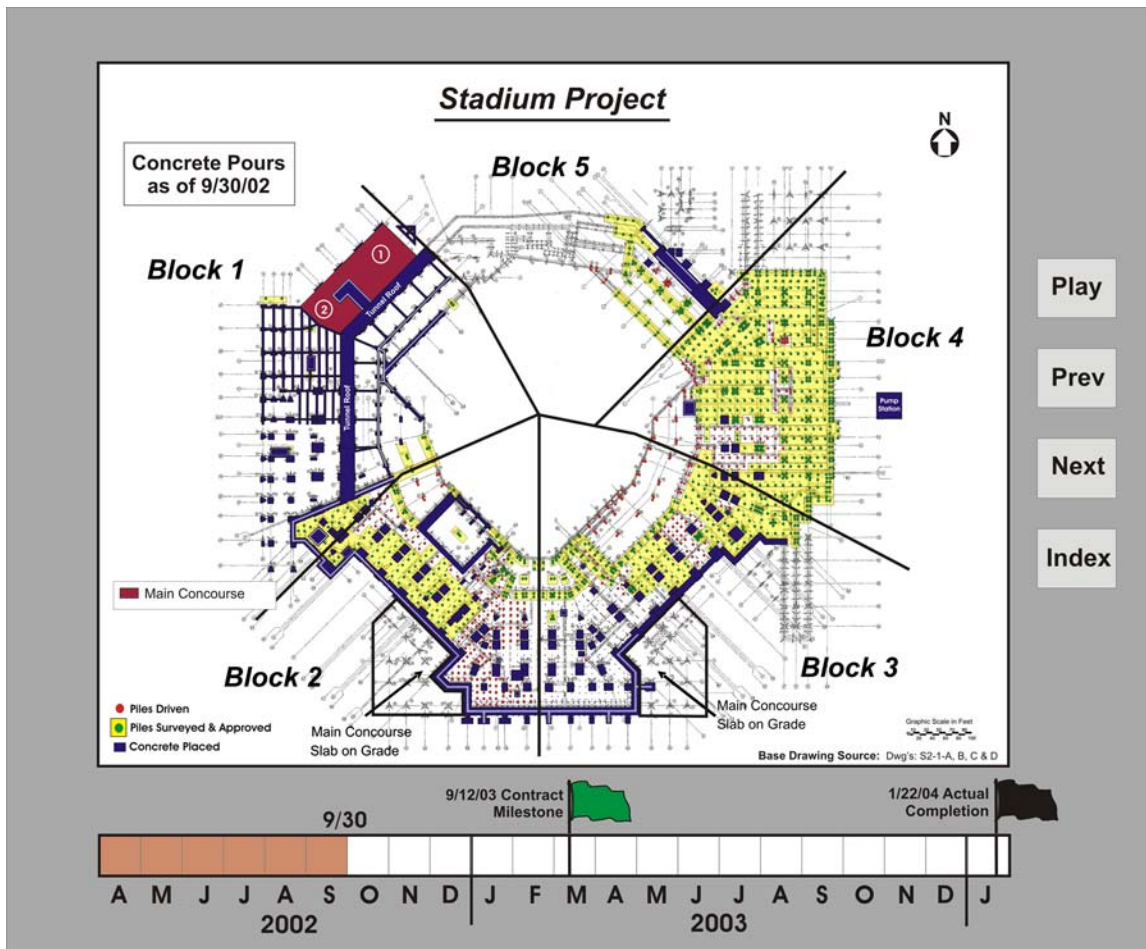 Stadium Project
N
Concrete Pours
as of 9/30/02
Block 5
Block 1
1
2
Tunnel Roof
Tunnel Roof
Block 4
Pump
Station
Play
Prev
Next
Index
Main Concourse
Block 2
Block 3
Piles Driven
Piles Surveyed & Approved
Concrete Placed
Main Concourse
Slab on Grade
Main Concourse
Slab on Grade
Graphic Scale in Feet
Base Drawing Source: Dwg's: S2-1-A, B, C & D
9/12/03 Contract
Milestone
1/22/04 Actual
Completion
9/30
A M J J A S O N D J F M A M J J A S O N D J
2002 2003